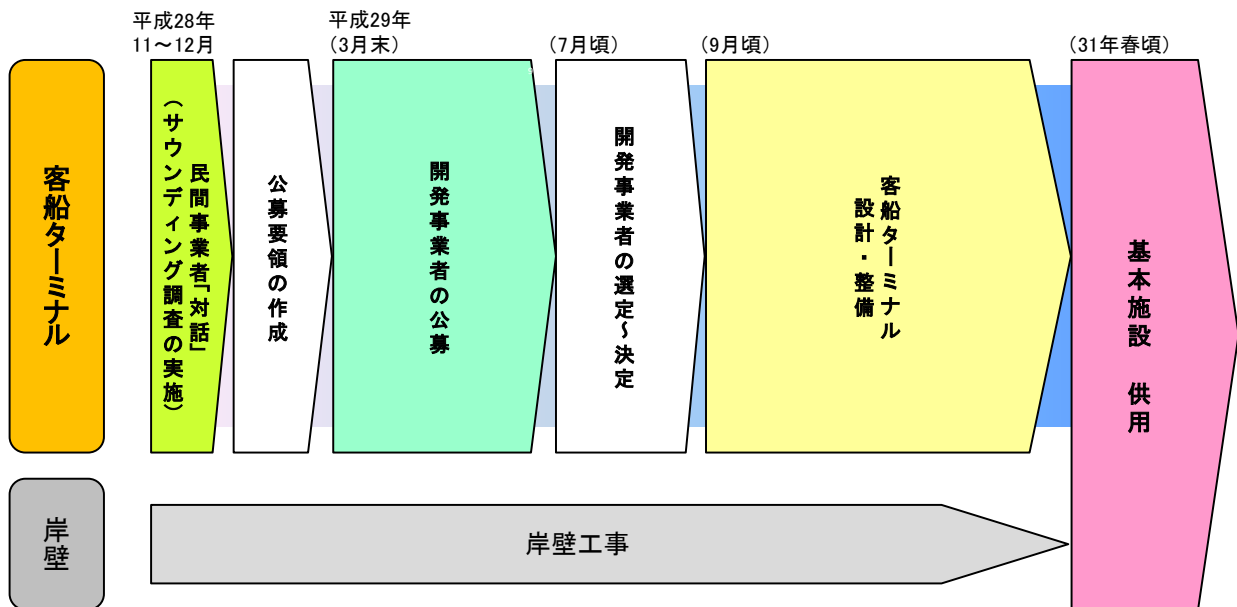 平成28年
11～12月
平成29年
(3月末)
(7月頃)
(9月頃)
(31年春頃)
客船ターミナル
民間事業者「対話」
(サウンディング調査の実施)
公募要領の作成
開発事業者の公募
開発事業者の選定～決定
客船ターミナル
設計・整備
基本施設 供用
岸壁
岸壁工事